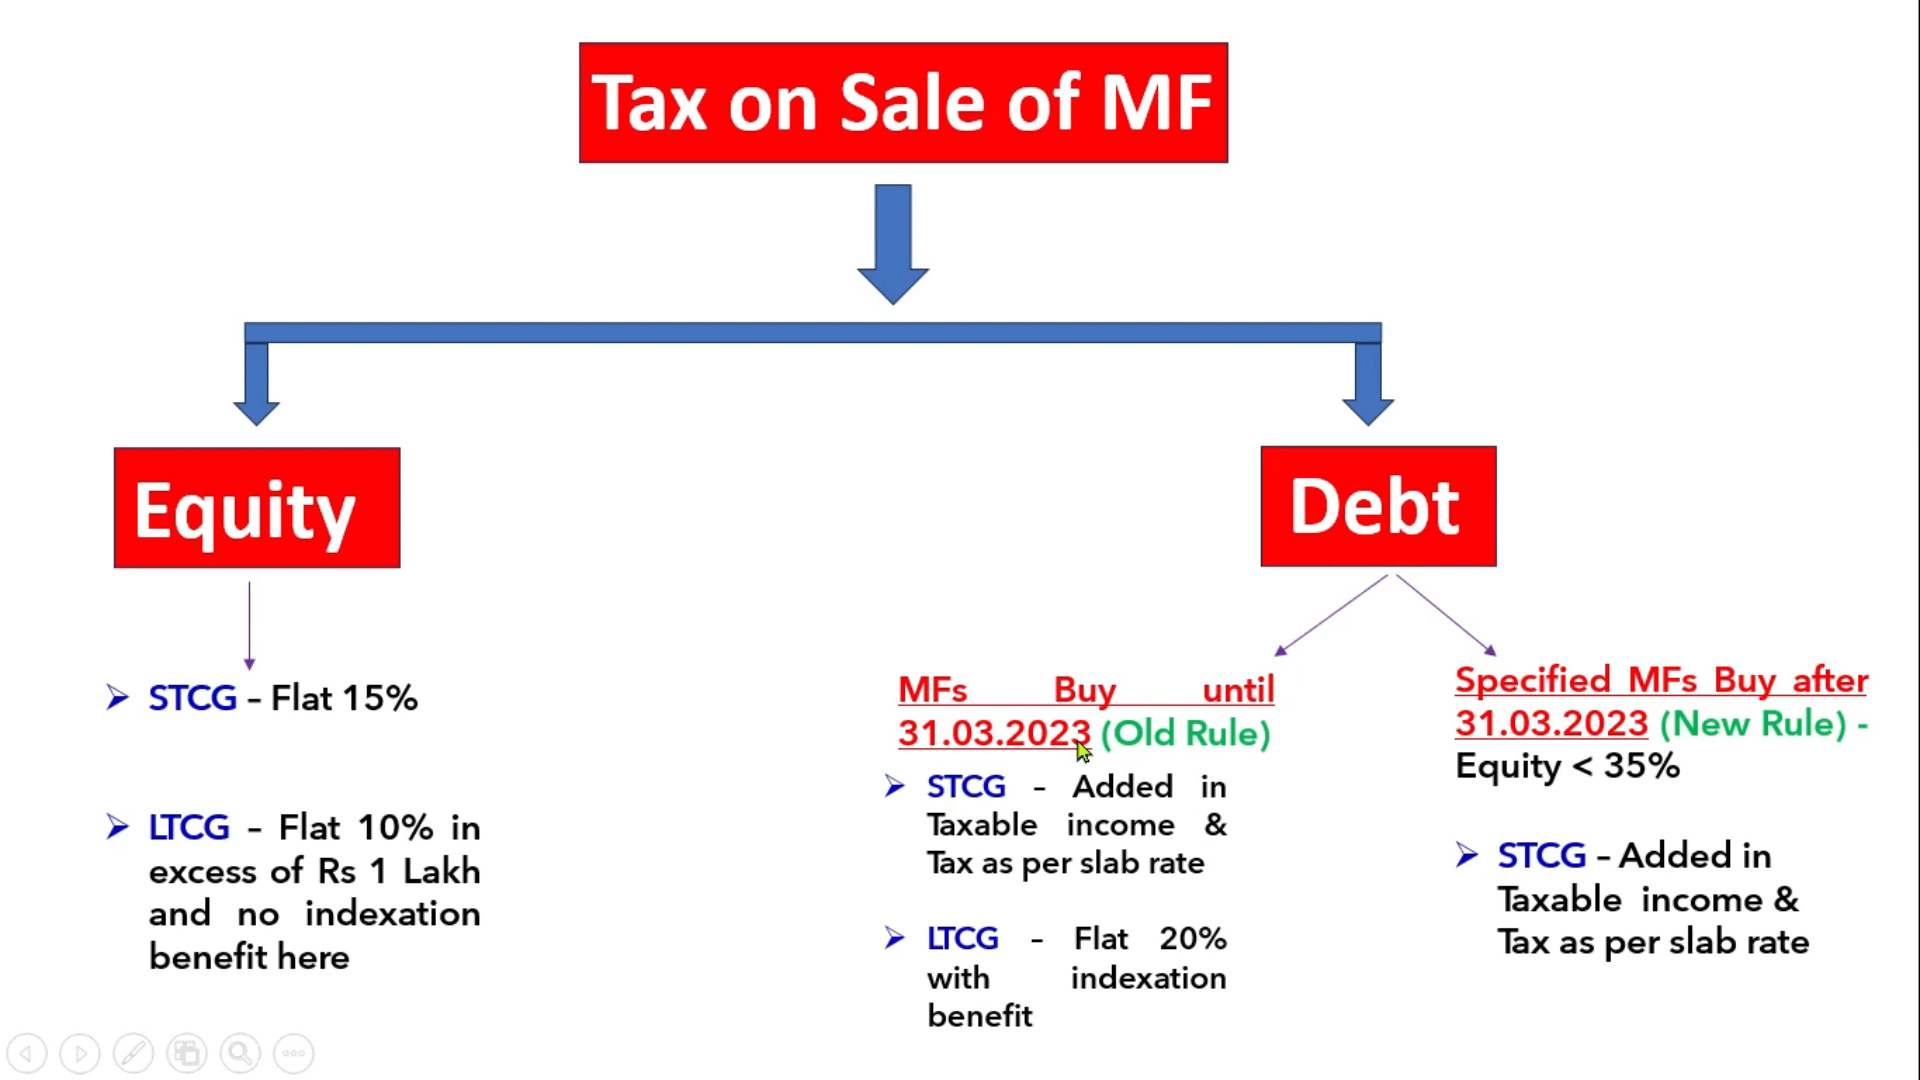 Tax on Sale of MF
Equity
Debt
STCG – Flat 15%
LTCG – Flat 10% in
excess of Rs 1 Lakh
and no indexation
benefit here
MFs Buy until
31.03.2023 (Old Rule)
STCG – Added in
Taxable income &
Tax as per slab rate
LTCG – Flat 20%
with indexation
benefit
Specified MFs Buy after
31.03.2023 (New Rule) -
Equity < 35%
STCG – Added in
Taxable income &
Tax as per slab rate